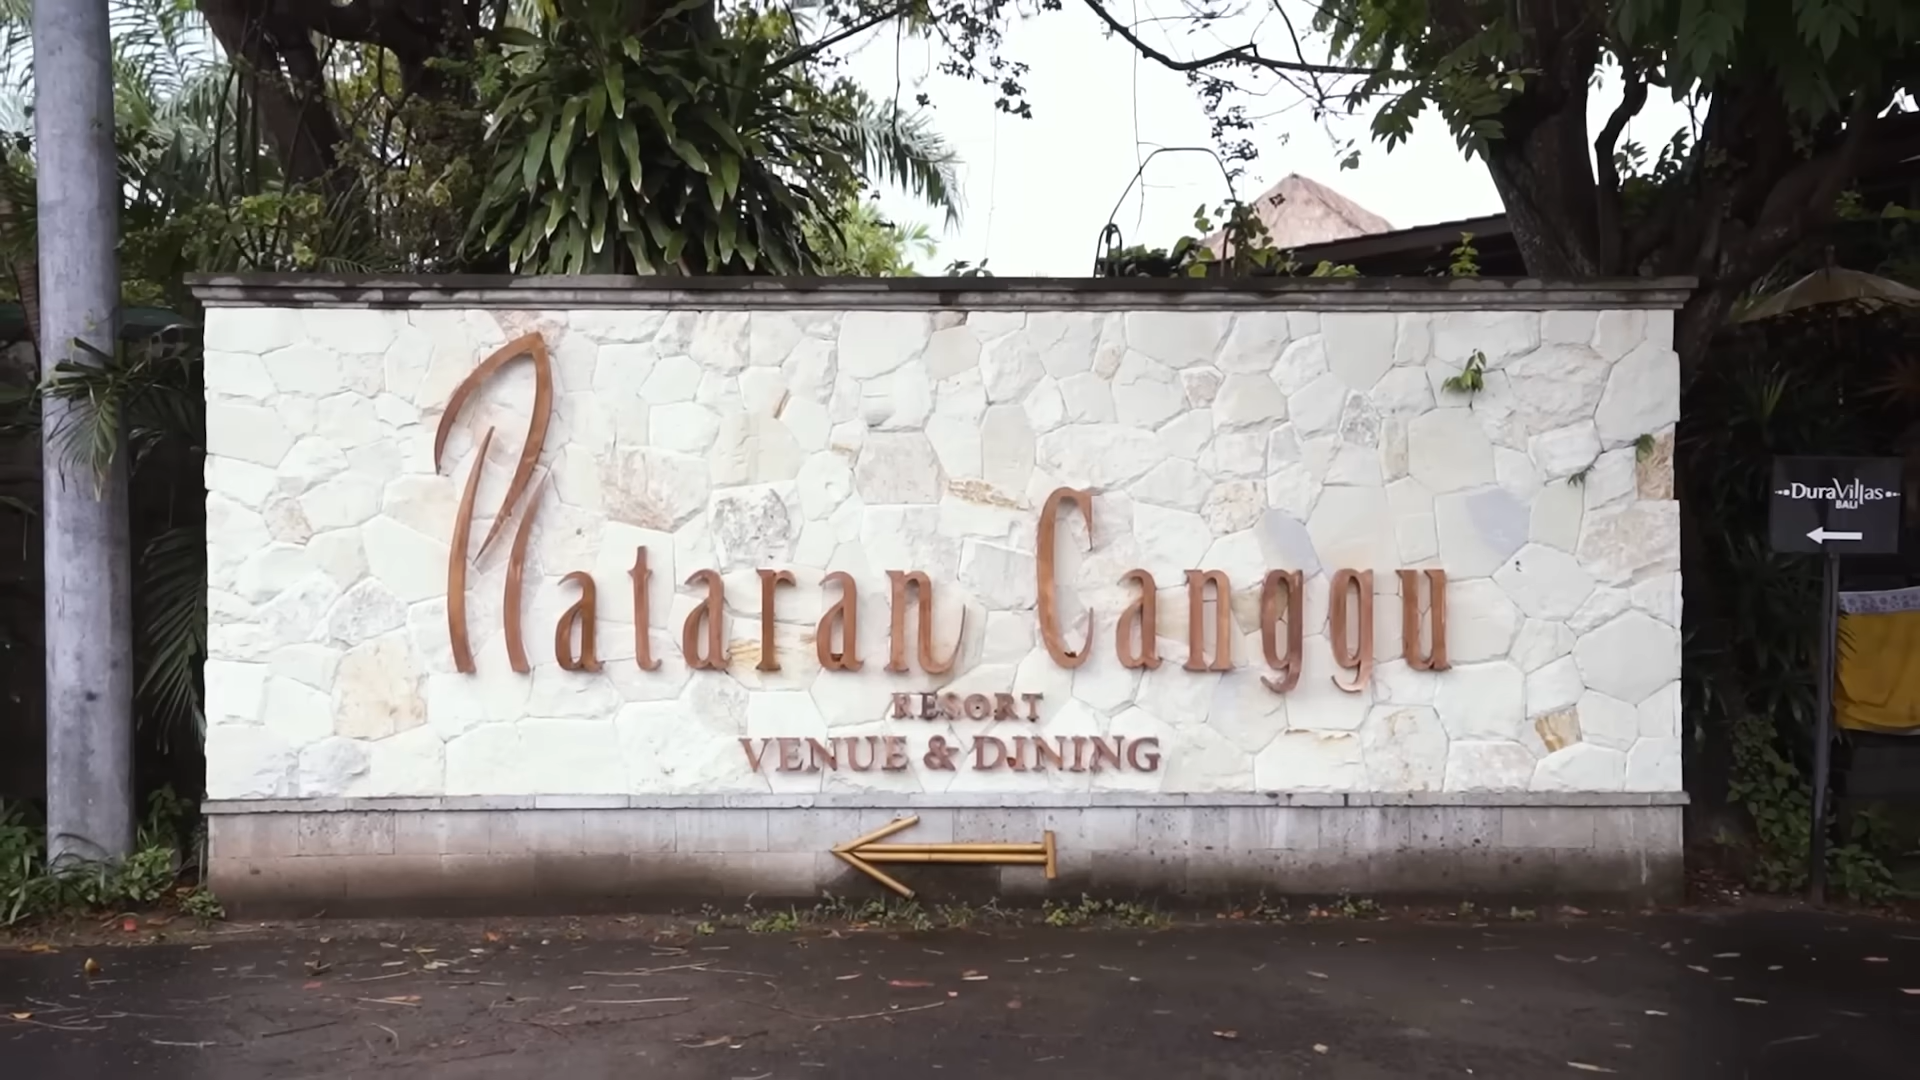 Nataran Canggu
RESORT
VENUE & DINING
DuraVillas
BALI